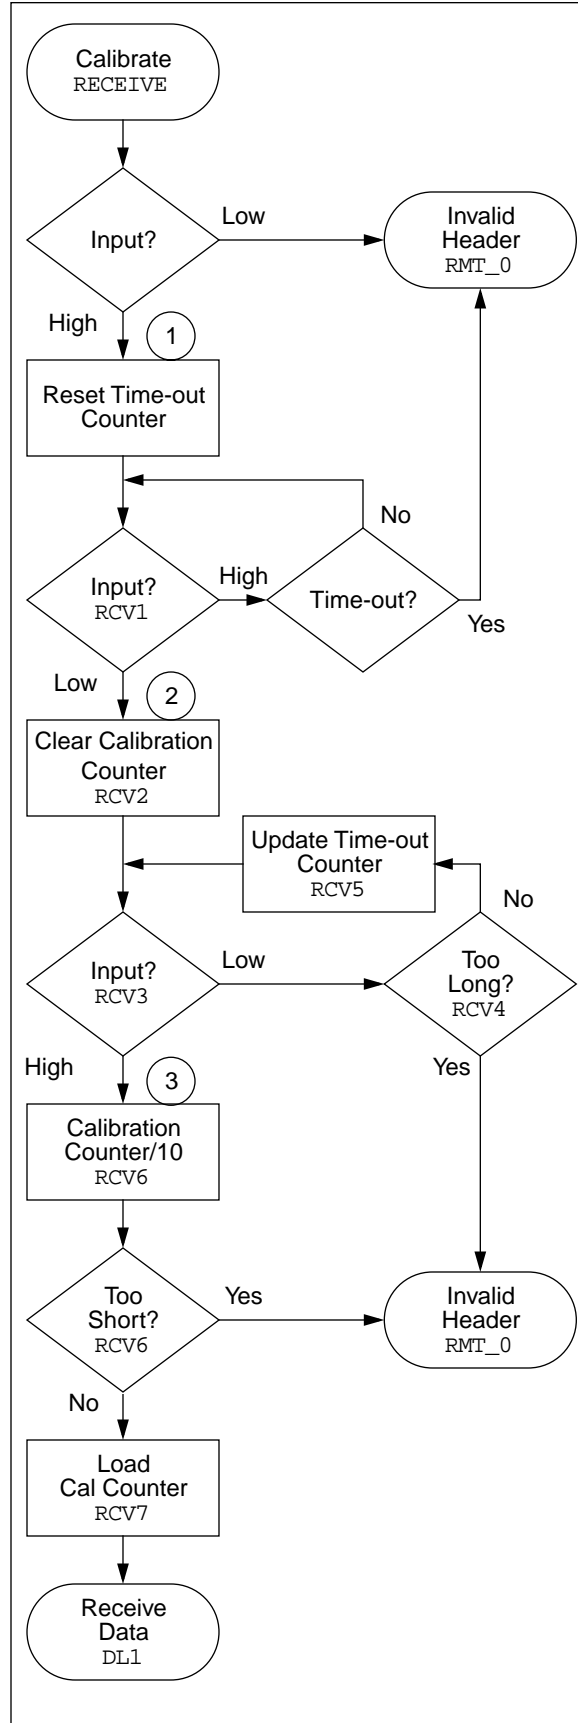 Calibrate
RECEIVE
Input?
Low
Invalid
Header
RMT_0
High
1
Reset Time-out
Counter
No
Input?
RCV1
High
Time-out?
Yes
Low
2
Clear Calibration
Counter
RCV2
Update Time-out
Counter
RCV5
No
Input?
RCV3
Low
Too
Long?
RCV4
High
Yes
3
Calibration
Counter/10
RCV6
Too
Short?
RCV6
Yes
Invalid
Header
RMT_0
No
Load
Cal Counter
RCV7
Receive
Data
DL1